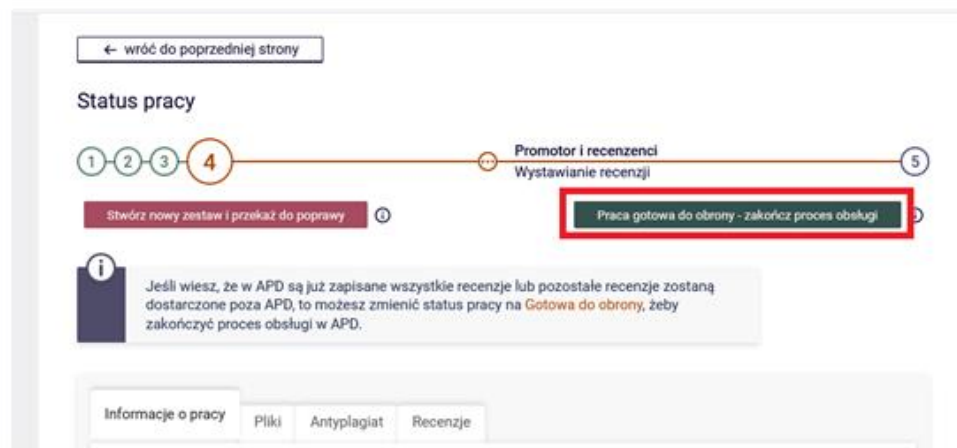 ← wróć do poprzedniej strony
Status pracy
1 2 3 4
Promotor i recenzenci
Wystawianie recenzji
5
Stwórz nowy zestaw i przekaż do poprawy
Praca gotowa do obrony - zakończ proces obsługi
Jeśli wiesz, że w APD są już zapisane wszystkie recenzje lub pozostałe recenzje zostaną
dostarczone poza APD, to możesz zmienić status pracy na Gotowa do obrony, żeby
zakończyć proces obsługi w APD.
Informacje o pracy Pliki Antyplagiat Recenzje